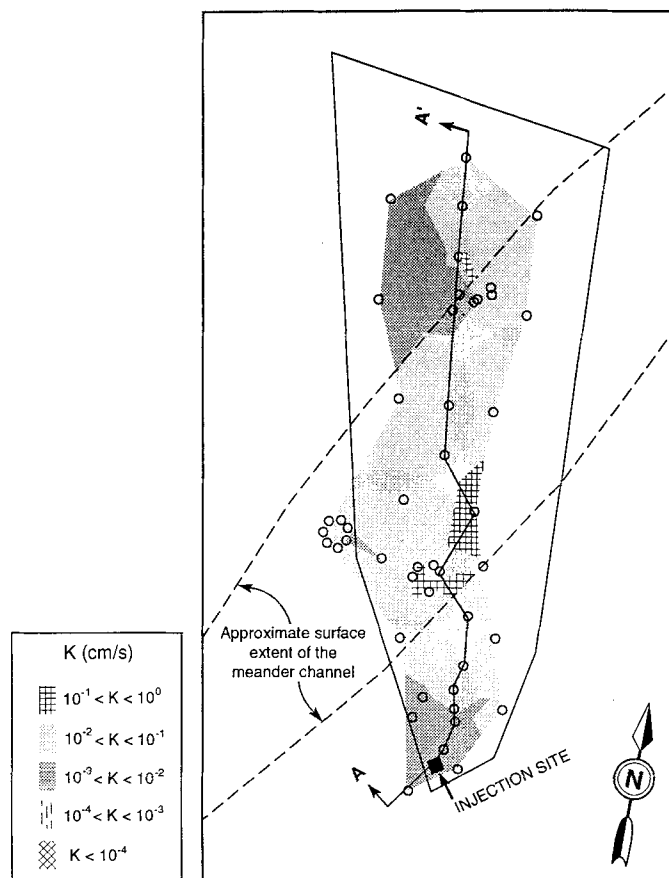 A'
Approximate surface
extent of the
meander channel
A
INJECTION SITE
N
K (cm/s)
10⁻¹ < K < 10⁰
10⁻² < K < 10⁻¹
10⁻³ < K < 10⁻²
10⁻⁴ < K < 10⁻³
K < 10⁻⁴